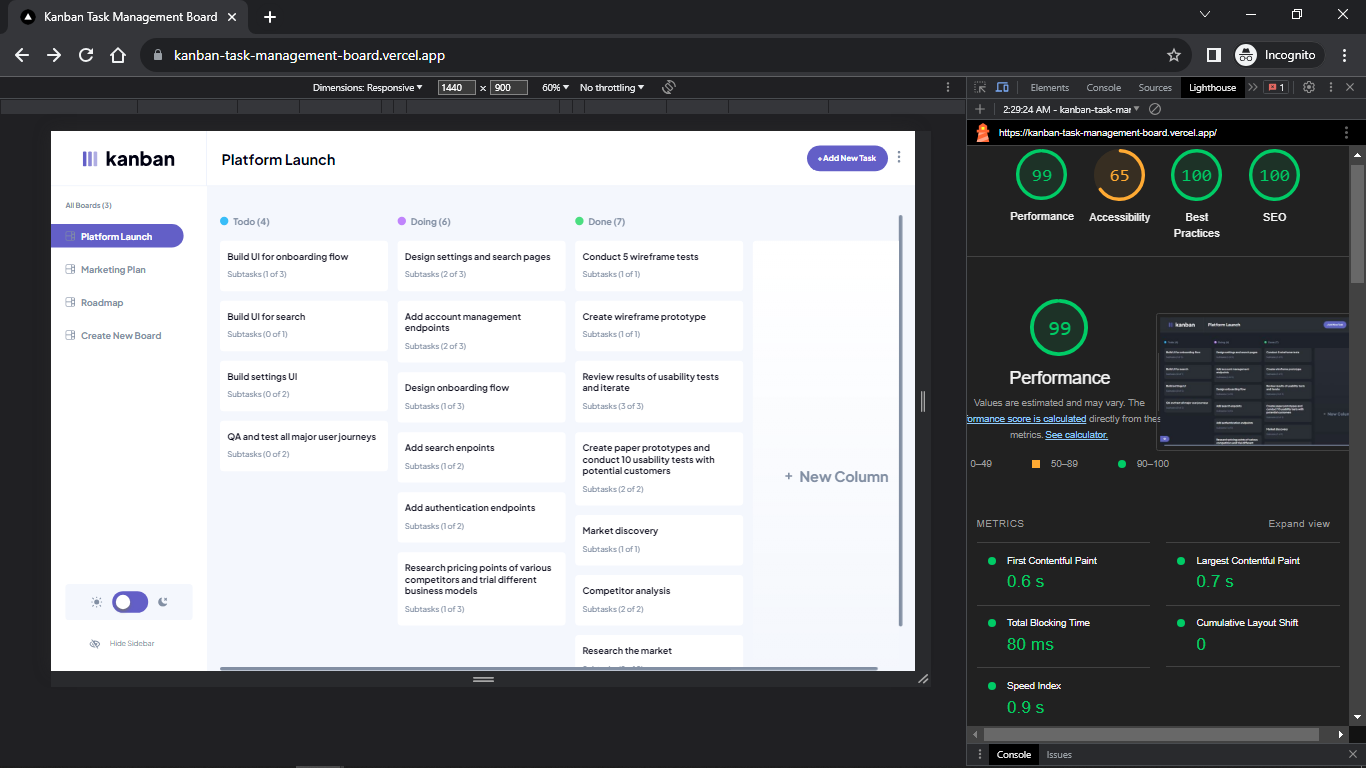 Kanban Task Management Board
kanban-task-management-board.vercel.app
Incognito
Dimensions: Responsive
1440 x 900
60%
No throttling
Elements
Console
Sources
Lighthouse
1
2:29:24 AM - kanban-task-mar
https://kanban-task-management-board.vercel.app/
kanban
Platform Launch
+Add New Task
All Boards (3)
Platform Launch
Marketing Plan
Roadmap
Create New Board
Hide Sidebar
Todo (4)
Build UI for onboarding flow
Subtasks (1 of 3)
Build UI for search
Subtasks (0 of 1)
Build settings UI
Subtasks (0 of 2)
QA and test all major user journeys
Subtasks (0 of 2)
Doing (6)
Design settings and search pages
Subtasks (2 of 3)
Add account management
endpoints
Subtasks (2 of 3)
Design onboarding flow
Subtasks (1 of 3)
Add search enpoints
Subtasks (1 of 2)
Add authentication endpoints
Subtasks (1 of 2)
Research pricing points of various
competitors and trial different
business models
Subtasks (1 of 3)
Done (7)
Conduct 5 wireframe tests
Subtasks (1 of 1)
Create wireframe prototype
Subtasks (1 of 1)
Review results of usability tests
and iterate
Subtasks (3 of 3)
Create paper prototypes and
conduct 10 usability tests with
potential customers
Subtasks (2 of 2)
Market discovery
Subtasks (1 of 1)
Competitor analysis
Subtasks (2 of 2)
Research the market
+ New Column
99
Performance
65
Accessibility
100
Best
Practices
100
SEO
99
Performance
Values are estimated and may vary. The
formance score is calculated directly from thes
metrics. See calculator.
0–49
50–89
90–100
kanban
Platform Launch
+ New Colum
METRICS
Expand view
First Contentful Paint
0.6 s
Largest Contentful Paint
0.7 s
Total Blocking Time
80 ms
Cumulative Layout Shift
0
Speed Index
0.9 s
Console
Issues